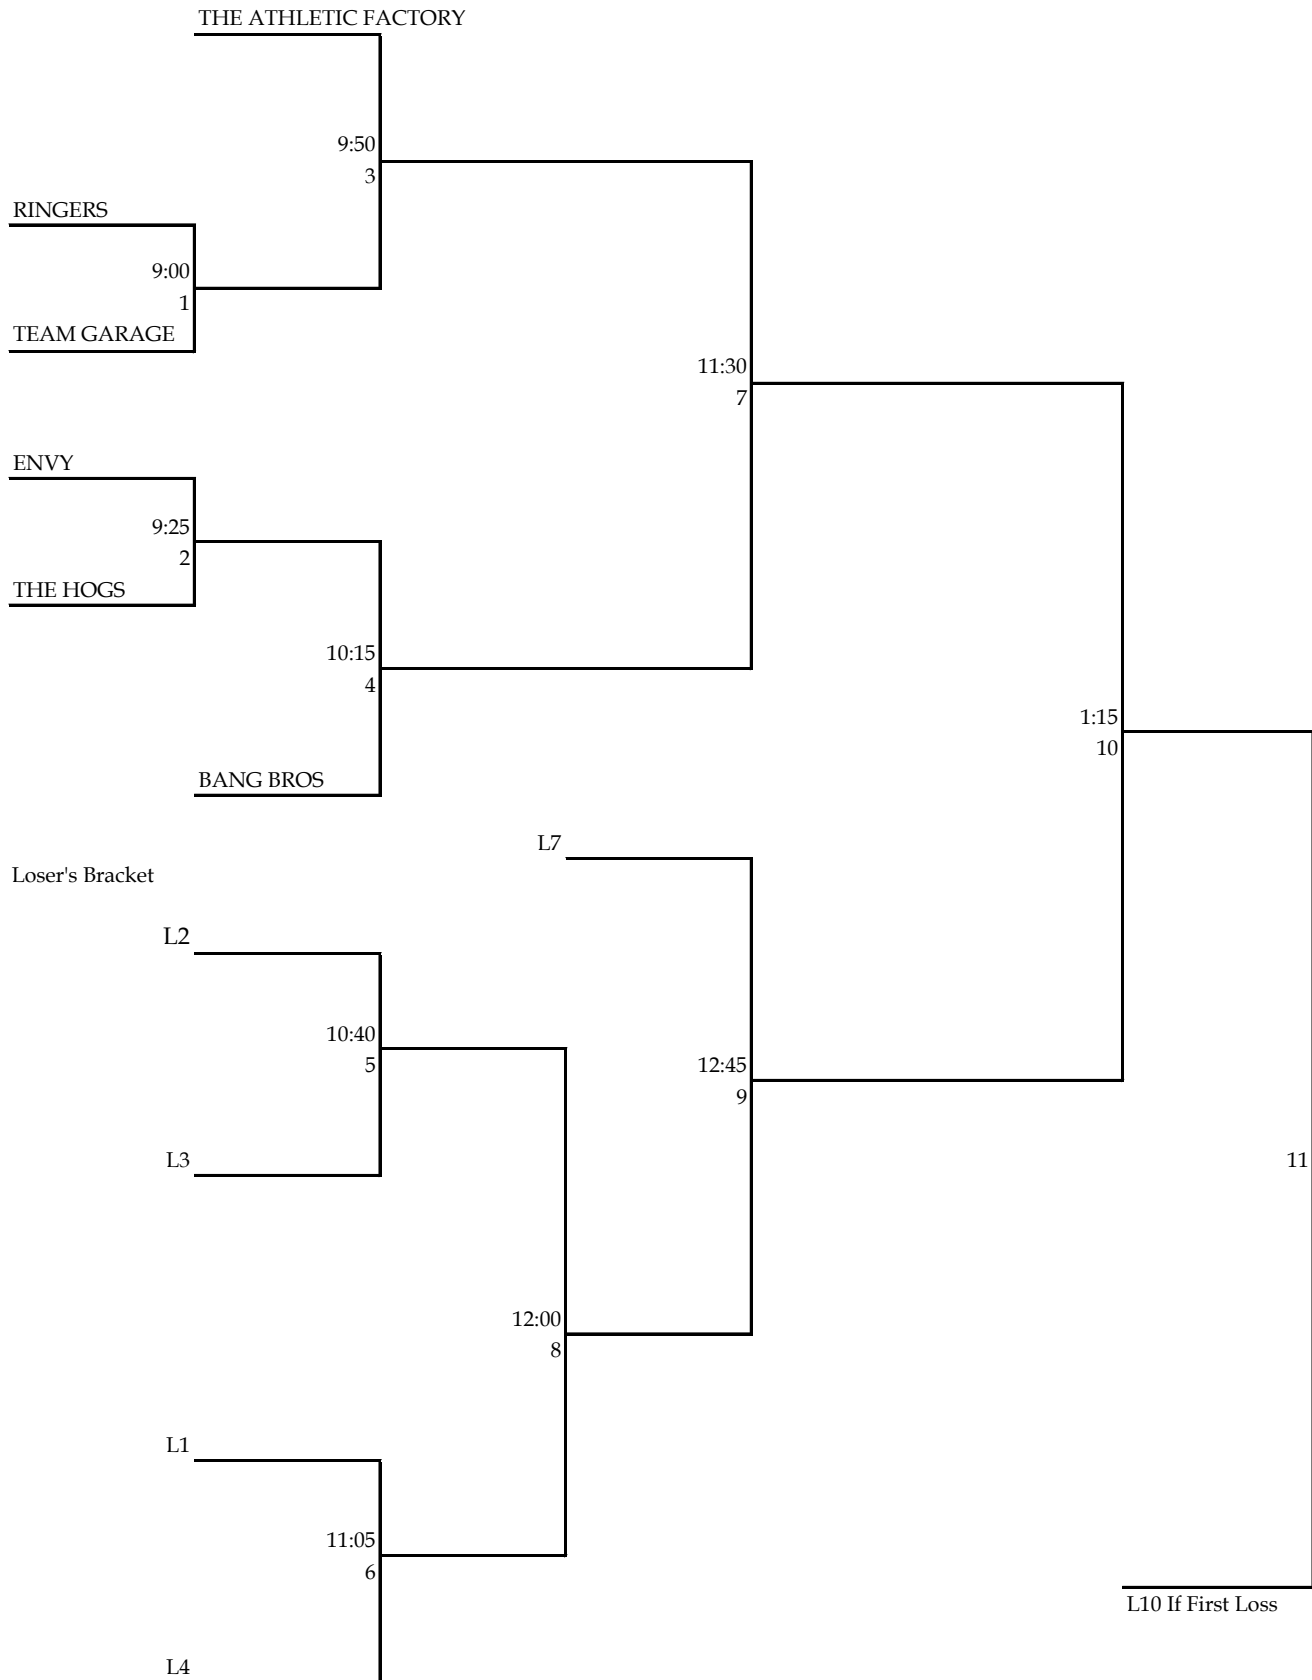 THE ATHLETIC FACTORY
9:50
3
RINGERS
9:00
1
TEAM GARAGE
11:30
7
ENVY
9:25
2
THE HOGS
10:15
4
1:15
10
BANG BROS
L7
Loser's Bracket
L2
10:40
5
12:45
9
L3
11
12:00
8
L1
11:05
6
L10 If First Loss
L4